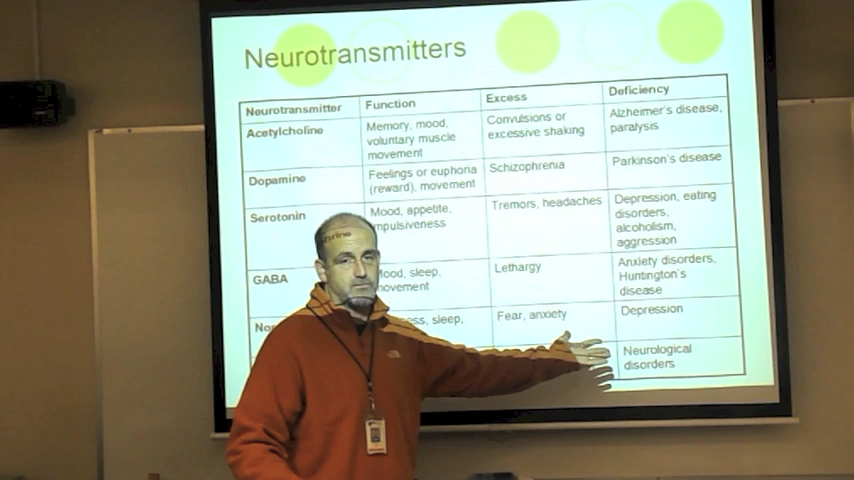 Neurotransmitters
Neurotransmitter Function Excess Deficiency
Acetylcholine Memory, mood, Convulsions or Alzheimer's disease,
voluntary muscle excessive shaking paralysis
movement
Dopamine Feelings or euphoria Schizophrenia Parkinson's disease
(reward), movement
Serotonin Mood, appetite, Tremors, headaches Depression, eating
impulsiveness disorders,
alcoholism,
aggression
GABA Mood, sleep, Lethargy Anxiety disorders,
movement Huntington's
disease
sleep, Fear, anxiety Depression
Neurological
disorders